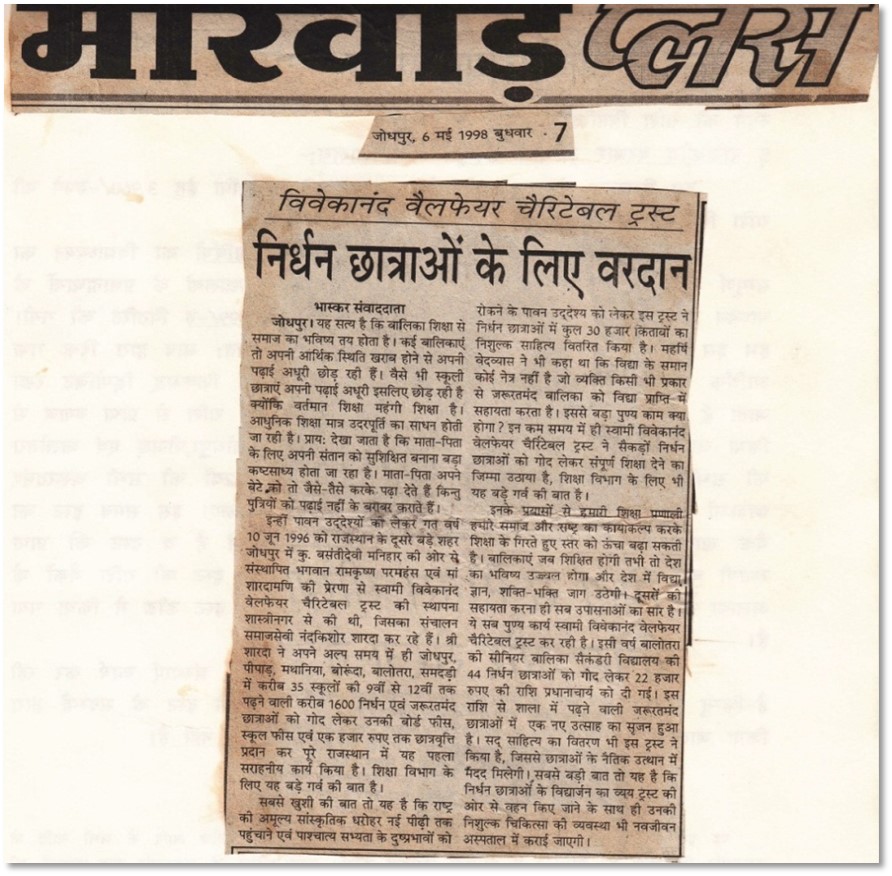 मारवाड़ प्लस
जोधपुर, 6 मई 1998 बुधवार · 7
विवेकानंद वैलफेयर चैरिटेबल ट्रस्ट
निर्धन छात्राओं के लिए वरदान
भास्कर संवाददाता
जोधपुर। यह सत्य है कि बालिका शिक्षा से
समाज का भविष्य तय होता है। कई बालिकाएं
तो अपनी आर्थिक स्थिति खराब होने से अपनी
पढ़ाई अधूरी छोड़ रही हैं। वैसे भी स्कूली
छात्राएं अपनी पढ़ाई अधूरी इसलिए छोड़ रही है
क्योंकि वर्तमान शिक्षा महंगी शिक्षा है।
आधुनिक शिक्षा मात्र उदरपूर्ति का साधन होती
जा रही है। प्राय: देखा जाता है कि माता-पिता
के लिए अपनी संतान को सुशिक्षित बनाना बड़ा
कष्टसाध्य होता जा रहा है। माता-पिता अपने
बेटे को तो जैसे-तैसे करके पढ़ा देते हैं किन्तु
पुत्रियों को पढ़ाई नहीं के बराबर कराते हैं।
इन्हीं पावन उद्देश्यों को लेकर गत वर्ष
10 जून 1996 को राजस्थान के दूसरे बड़े शहर
जोधपुर में कु. बसंतीदेवी मनिहार की ओर से
संस्थापित भगवान रामकृष्ण परमहंस एवं मां
शारदामणि की प्रेरणा से स्वामी विवेकानंद
वेलफेयर चैरिटेबल ट्रस्ट की स्थापना
शास्त्रीनगर से की थी, जिसका संचालन
समाजसेवी नंदकिशोर शारदा कर रहे हैं। श्री
शारदा ने अपने अल्प समय में ही जोधपुर,
पीपाड़, मथानिया, बोरूंदा, बालोतरा, समदड़ी
में करीब 35 स्कूलों की 9वीं से 12वीं तक
पढ़ने वाली करीब 1600 निर्धन एवं जरूरतमंद
छात्राओं को गोद लेकर उनकी बोर्ड फीस,
स्कूल फीस एवं एक हजार रुपए तक छात्रवृत्ति
प्रदान कर पूरे राजस्थान में यह पहला
सराहनीय कार्य किया है। शिक्षा विभाग के
लिए यह बड़े गर्व की बात है।
सबसे खुशी की बात तो यह है कि राष्ट्र
की अमूल्य सांस्कृतिक धरोहर नई पीढ़ी तक
पहुंचाने एवं पाश्चात्य सभ्यता के दुष्प्रभावों को
रोकने के पावन उद्देश्य को लेकर इस ट्रस्ट ने
निर्धन छात्राओं में कुल 30 हजार किताबों का
निशुल्क साहित्य वितरित किया है। महर्षि
वेदव्यास ने भी कहा था कि विद्या के समान
कोई नेत्र नहीं है जो व्यक्ति किसी भी प्रकार
से जरूरतमंद बालिका को विद्या प्राप्ति में
सहायता करता है। इससे बड़ा पुण्य काम क्या
होगा? इन कम समय में ही स्वामी विवेकानंद
वेलफेयर चैरिटेबल ट्रस्ट ने सैकड़ों निर्धन
छात्राओं को गोद लेकर संपूर्ण शिक्षा देने का
जिम्मा उठाया है, शिक्षा विभाग के लिए भी
यह बड़े गर्व की बात है।
इनके प्रयासों से हमारी शिक्षा प्रणाली
हमारे समाज और राष्ट्र का कायाकल्प करके
शिक्षा के गिरते हुए स्तर को ऊंचा बढ़ा सकती
है। बालिकाएं जब शिक्षित होगी तभी तो देश
का भविष्य उज्ज्वल होगा और देश में विद्या,
ज्ञान, शक्ति-भक्ति जाग उठेगी। दूसरों की
सहायता करना ही सब उपासनाओं का सार है।
ये सब पुण्य कार्य स्वामी विवेकानंद वेलफेयर
चैरिटेबल ट्रस्ट कर रही है। इसी वर्ष बालोतरा
की सीनियर बालिका सैकंडरी विद्यालय की
44 निर्धन छात्राओं को गोद लेकर 22 हजार
रुपए की राशि प्रधानाचार्य को दी गई। इस
राशि से शाला में पढ़ने वाली जरूरतमंद
छात्राओं में एक नए उत्साह का सृजन हुआ
है। सद् साहित्य का वितरण भी इस ट्रस्ट ने
किया है, जिससे छात्राओं के नैतिक उत्थान में
मदद मिलेगी। सबसे बड़ी बात तो यह है कि
निर्धन छात्राओं के विद्यार्जन का व्यय ट्रस्ट की
ओर से वहन किए जाने के साथ ही उनकी
निशुल्क चिकित्सा की व्यवस्था भी नवजीवन
अस्पताल में कराई जाएगी।